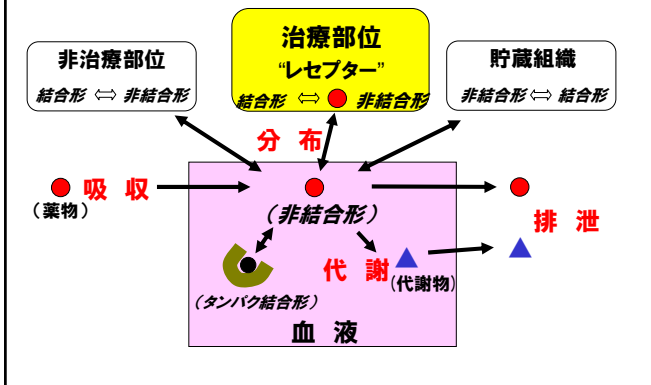 非治療部位
結合形 ⇔ 非結合形
治療部位
“レセプター”
結合形 ⇔ 非結合形
貯蔵組織
非結合形 ⇔ 結合形
分布
吸収
(薬物)
(非結合形)
排泄
代謝
(代謝物)
(タンパク結合形)
血液